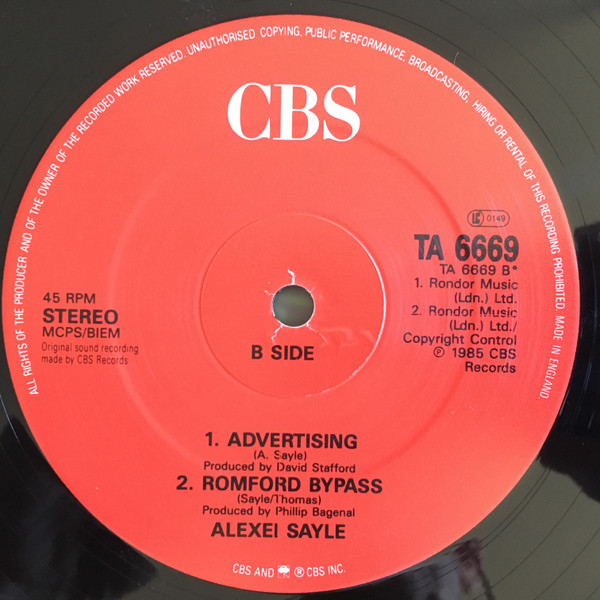 ALL RIGHTS OF THE PRODUCER AND OF THE OWNER OF THE RECORDED WORK RESERVED. UNAUTHORISED COPYING, PUBLIC PERFORMANCE, BROADCASTING, HIRING OR RENTAL OF THIS RECORDING PROHIBITED. MADE IN ENGLAND.
CBS
LC 0149
TA 6669
TA 6669 B*
1. Rondor Music
(Ldn.) Ltd.
2. Rondor Music
(Ldn.) Ltd./
Copyright Control
℗ 1985 CBS
Records
45 RPM
STEREO
MCPS/BIEM
Original sound recording
made by CBS Records
B SIDE
1. ADVERTISING
(A. Sayle)
Produced by David Stafford
2. ROMFORD BYPASS
(Sayle/Thomas)
Produced by Phillip Bagenal
ALEXEI SAYLE
CBS AND ® CBS INC.